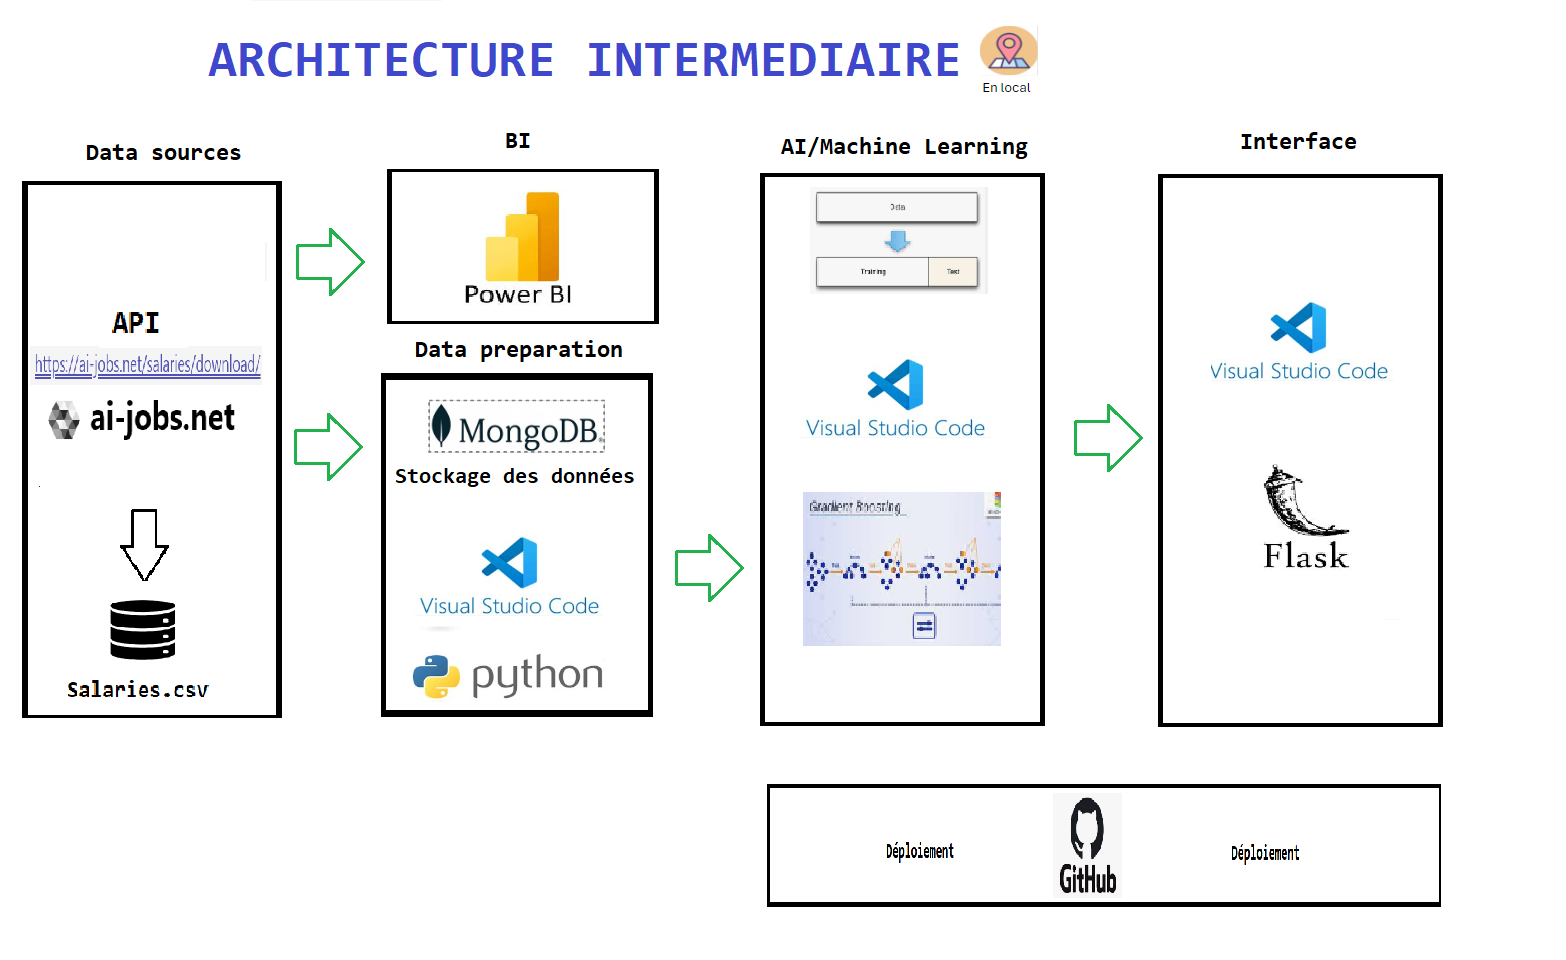 ARCHITECTURE INTERMEDIAIRE
En local
Data sources
API
https://ai-jobs.net/salaries/download/
ai-jobs.net
Salaries.csv
BI
Power BI
Data preparation
MongoDB.
Stockage des données
Visual Studio Code
python
AI/Machine Learning
Data
Training
Test
Visual Studio Code
Gradient Boosting
Interface
Visual Studio Code
Flask
Déploiement
GitHub
Déploiement